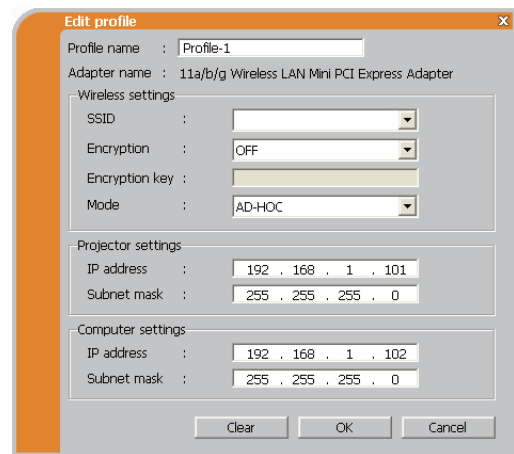 Edit profile x
Profile name : Profile-1
Adapter name : 11a/b/g Wireless LAN Mini PCI Express Adapter
Wireless settings
SSID :
Encryption : OFF
Encryption key :
Mode : AD-HOC
Projector settings
IP address : 192 . 168 . 1 . 101
Subnet mask : 255 . 255 . 255 . 0
Computer settings
IP address : 192 . 168 . 1 . 102
Subnet mask : 255 . 255 . 255 . 0
Clear OK Cancel